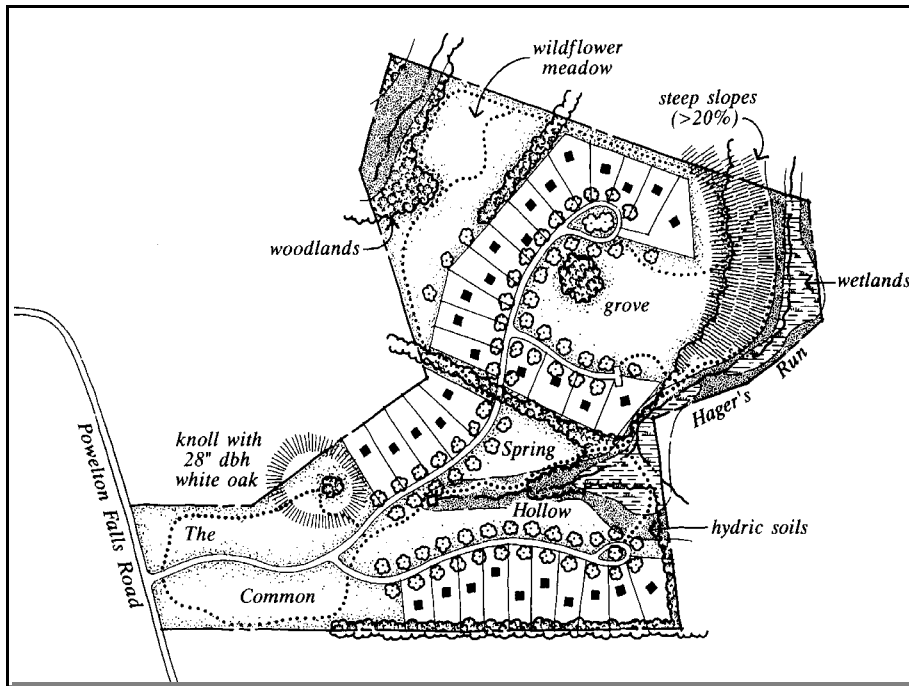 wildflower
meadow
steep slopes
(>20%)
woodlands
grove
wetlands
Hager's Run
Powelton Falls Road
knoll with
28" dbh
white oak
Spring
Hollow
The
Common
hydric soils